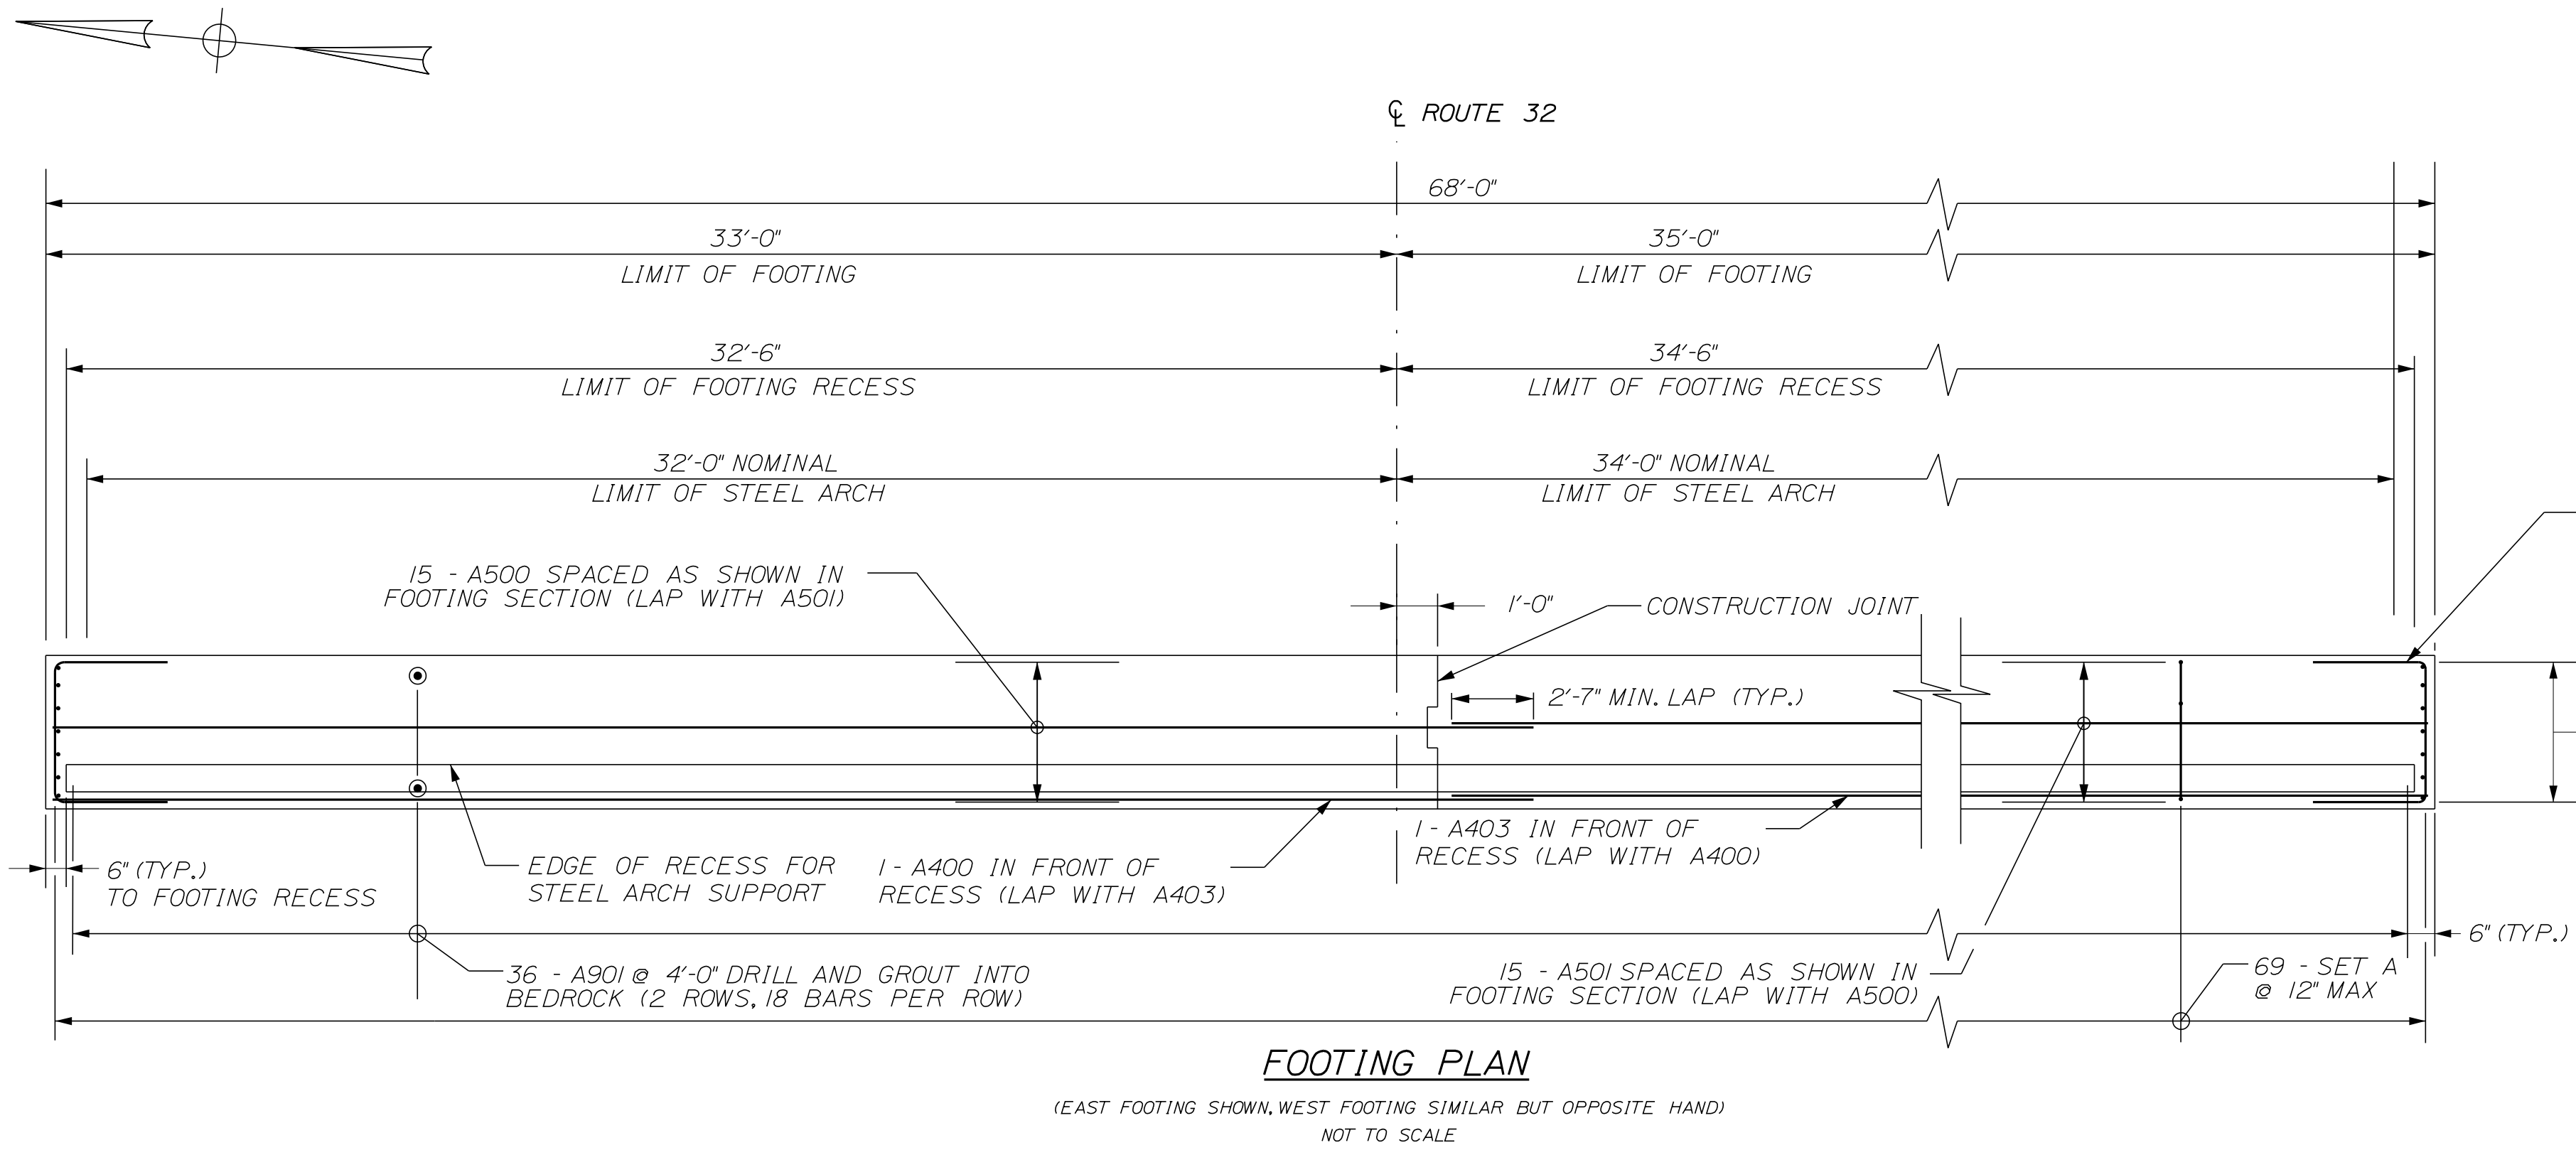 ℄ ROUTE 32
68'-0"
33'-0"
LIMIT OF FOOTING
35'-0"
LIMIT OF FOOTING
32'-6"
LIMIT OF FOOTING RECESS
34'-6"
LIMIT OF FOOTING RECESS
32'-0" NOMINAL
LIMIT OF STEEL ARCH
34'-0" NOMINAL
LIMIT OF STEEL ARCH
15 - A500 SPACED AS SHOWN IN
FOOTING SECTION (LAP WITH A501)
1'-0"
CONSTRUCTION JOINT
2'-7" MIN. LAP (TYP.)
6" (TYP.)
TO FOOTING RECESS
EDGE OF RECESS FOR
STEEL ARCH SUPPORT
1 - A400 IN FRONT OF
RECESS (LAP WITH A403)
1 - A403 IN FRONT OF
RECESS (LAP WITH A400)
6" (TYP.)
36 - A901 @ 4'-0" DRILL AND GROUT INTO
BEDROCK (2 ROWS, 18 BARS PER ROW)
15 - A501 SPACED AS SHOWN IN
FOOTING SECTION (LAP WITH A500)
69 - SET A
@ 12" MAX
FOOTING PLAN
(EAST FOOTING SHOWN, WEST FOOTING SIMILAR BUT OPPOSITE HAND)
NOT TO SCALE